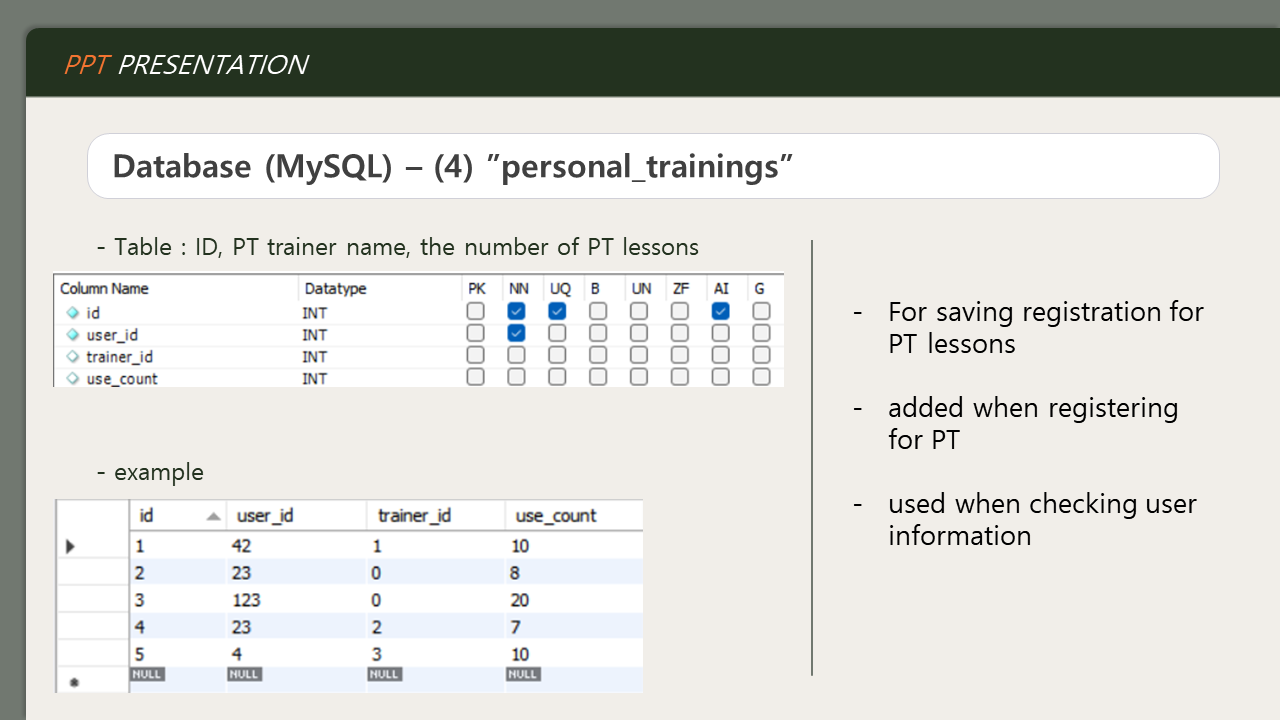 PPT PRESENTATION
Database (MySQL) – (4) ”personal_trainings”
- Table : ID, PT trainer name, the number of PT lessons
Column Name Datatype PK NN UQ B UN ZF AI G
id INT
user_id INT
trainer_id INT
use_count INT
- example
id user_id trainer_id use_count
1 42 1 10
2 23 0 8
3 123 0 20
4 23 2 7
5 4 3 10
NULL NULL NULL NULL
- For saving registration for
PT lessons
- added when registering
for PT
- used when checking user
information